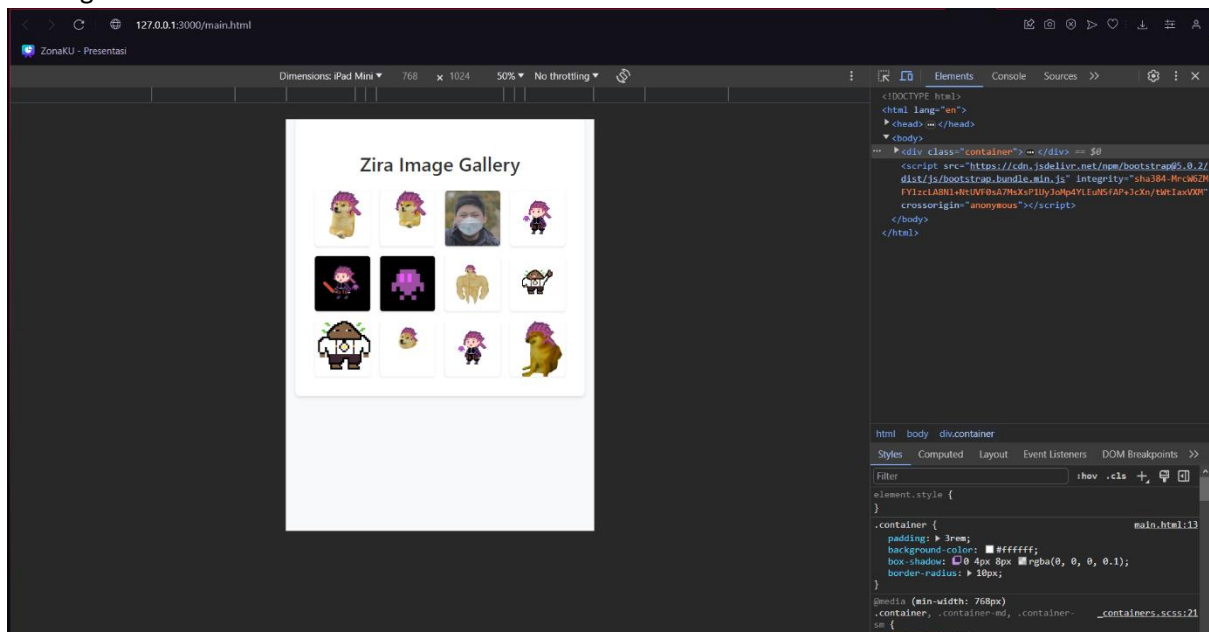 127.0.0.1:3000/main.html
ZonaKU - Presentasi
Dimensions: iPad Mini ▾ 768 x 1024 50% ▾ No throttling ▾
Elements Console Sources >>
Zira Image Gallery
<!DOCTYPE html>
<html lang="en">
<head> … </head>
<body>
<div class="container"> … </div> == $0
<script src="https://cdn.jsdelivr.net/npm/bootstrap@5.0.2/
dist/js/bootstrap.bundle.min.js" integrity="sha384-MrcW6ZM
crossorigin="anonymous"></script>
</body>
</html>
html body div.container
Styles Computed Layout Event Listeners DOM Breakpoints >>
Filter :hov .cls +
element.style {
}
.container { main.html:13
padding: 3rem;
background-color: #ffffff;
box-shadow: 0 4px 8px rgba(0, 0, 0, 0.1);
border-radius: 10px;
}
@media (min-width: 768px)
.container, .container-md, .container- _containers.scss:21
sm {